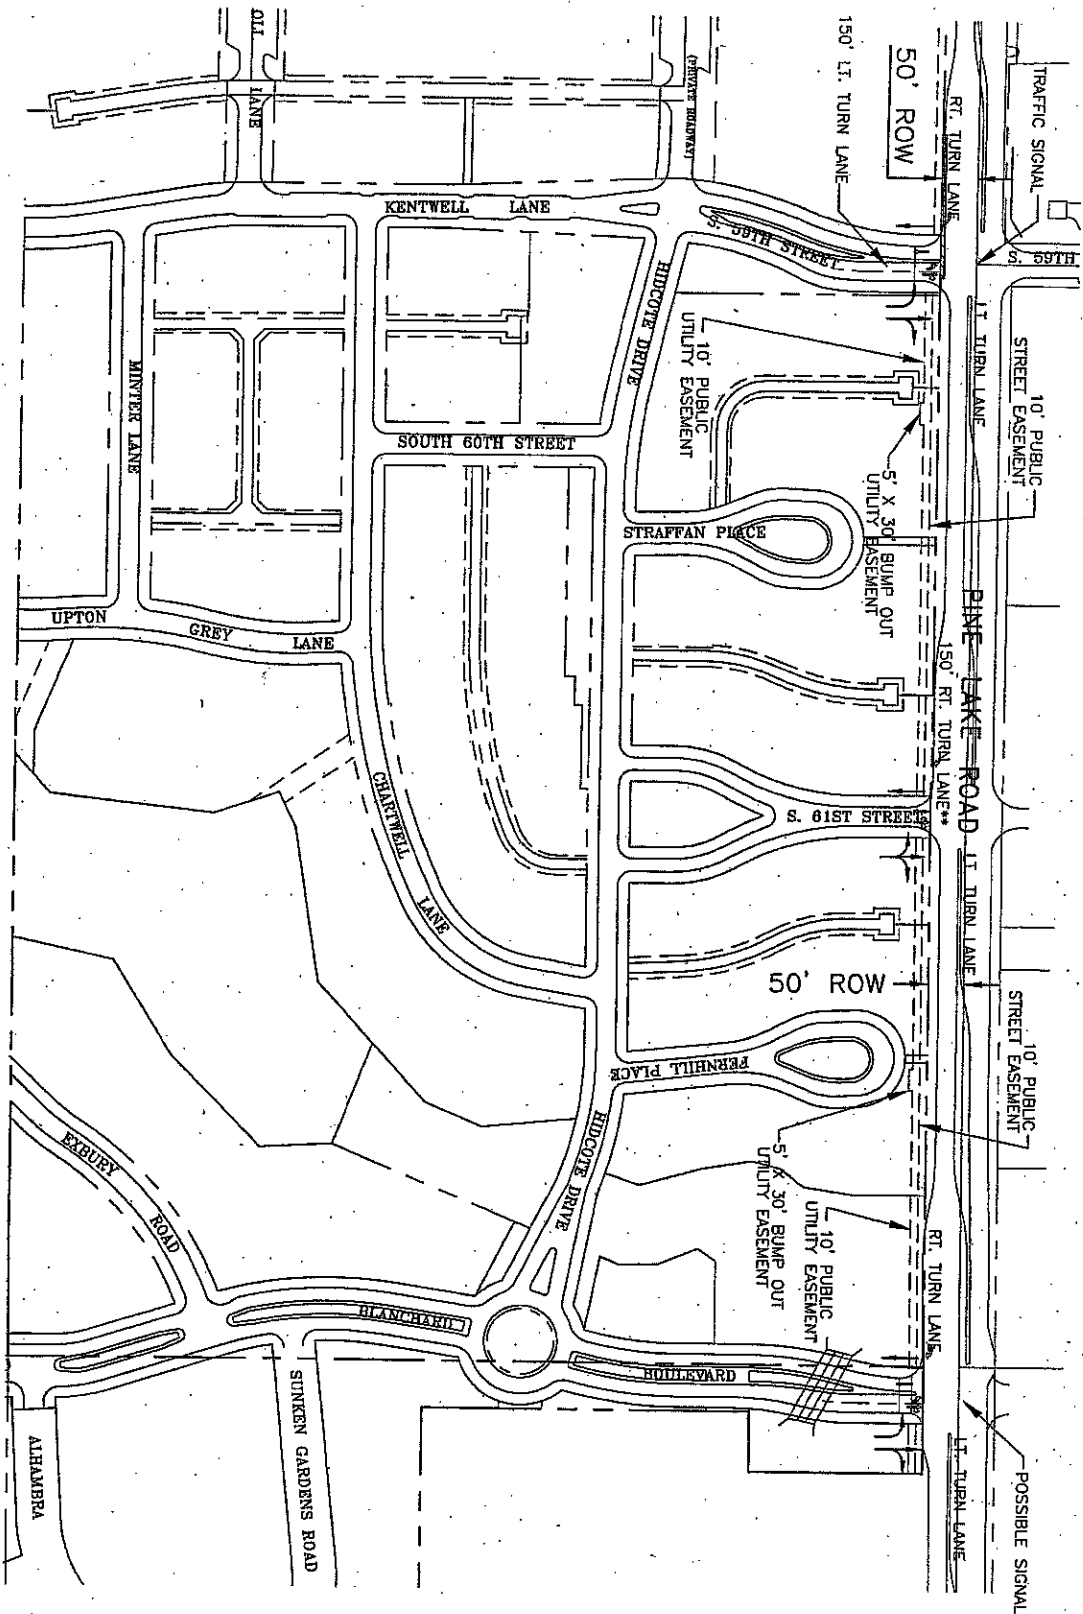 OLI
LANE
(PRIVATE ROADWAY)
150' LT. TURN LANE
50' ROW
RT. TURN LANE
TRAFFIC SIGNAL
KENTWELL LANE
S. 59TH STREET
S. 59TH
HIDCOTE DRIVE
10' PUBLIC
UTILITY EASEMENT
LT. TURN LANE
10' PUBLIC
STREET EASEMENT
MINTER LANE
SOUTH 60TH STREET
5' X 30' BUMP OUT
UTILITY EASEMENT
STRAFFAN PLACE
UPTON GREY LANE
PINE LAKE ROAD
150' RT. TURN LANE**
CHARTWELL LANE
S. 61ST STREET
LT. TURN LANE
50' ROW
10' PUBLIC
STREET EASEMENT
FERNHILL PLACE
EXBURY ROAD
HIDCOTE DRIVE
5' X 30' BUMP OUT
UTILITY EASEMENT
10' PUBLIC
UTILITY EASEMENT
RT. TURN LANE
BLANCHARD BOULEVARD
SUNKEN GARDENS ROAD
ALHAMBRA
LT. TURN LANE
POSSIBLE SIGNAL